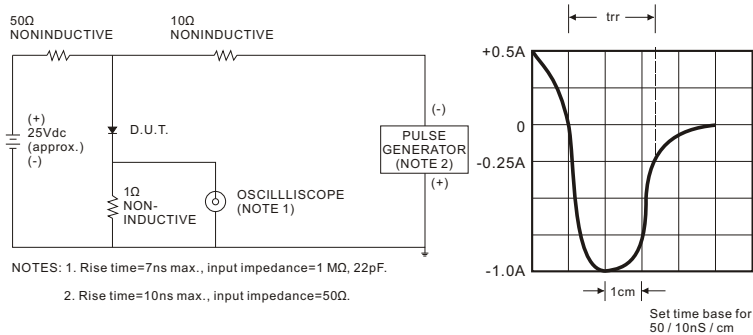 50Ω
NONINDUCTIVE
10Ω
NONINDUCTIVE
(+)
25Vdc
(approx.)
(-)
D.U.T.
1Ω
NON-
INDUCTIVE
OSCILLLISCOPE
(NOTE 1)
(-)
PULSE
GENERATOR
(NOTE 2)
(+)
NOTES: 1. Rise time=7ns max., input impedance=1 MΩ, 22pF.
2. Rise time=10ns max., input impedance=50Ω.
trr
+0.5A
0
-0.25A
-1.0A
1cm
Set time base for
50 / 10nS / cm